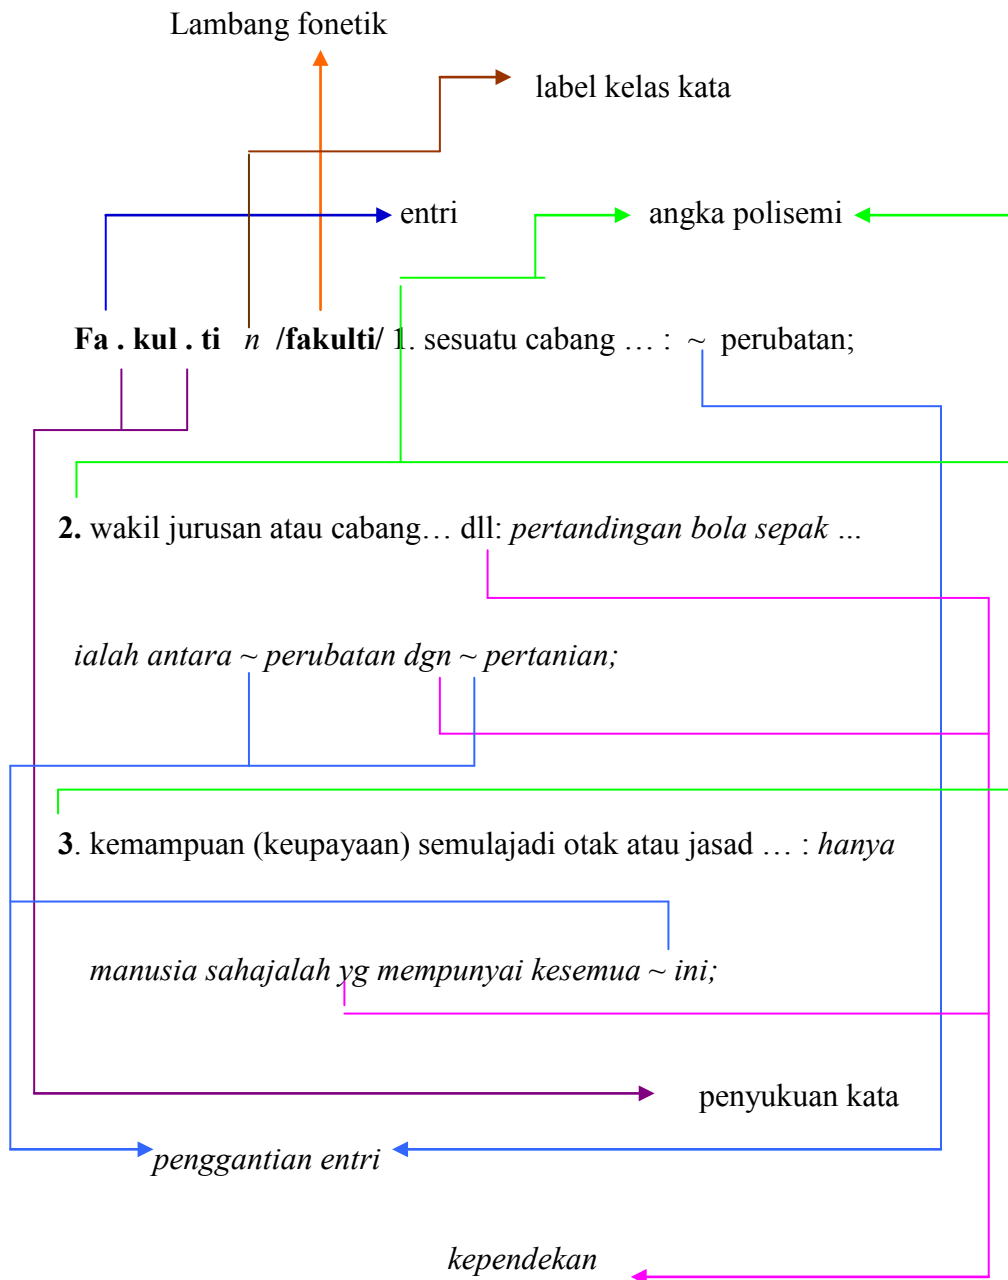 Lambang fonetik
label kelas kata
entri
angka polisemi
Fa . kul . ti n /fakulti/ 1. sesuatu cabang … : ~ perubatan;
2. wakil jurusan atau cabang… dll: pertandingan bola sepak ...
ialah antara ~ perubatan dgn ~ pertanian;
3. kemampuan (keupayaan) semulajadi otak atau jasad … : hanya
manusia sahajalah yg mempunyai kesemua ~ ini;
penyukuan kata
penggantian entri
kependekan